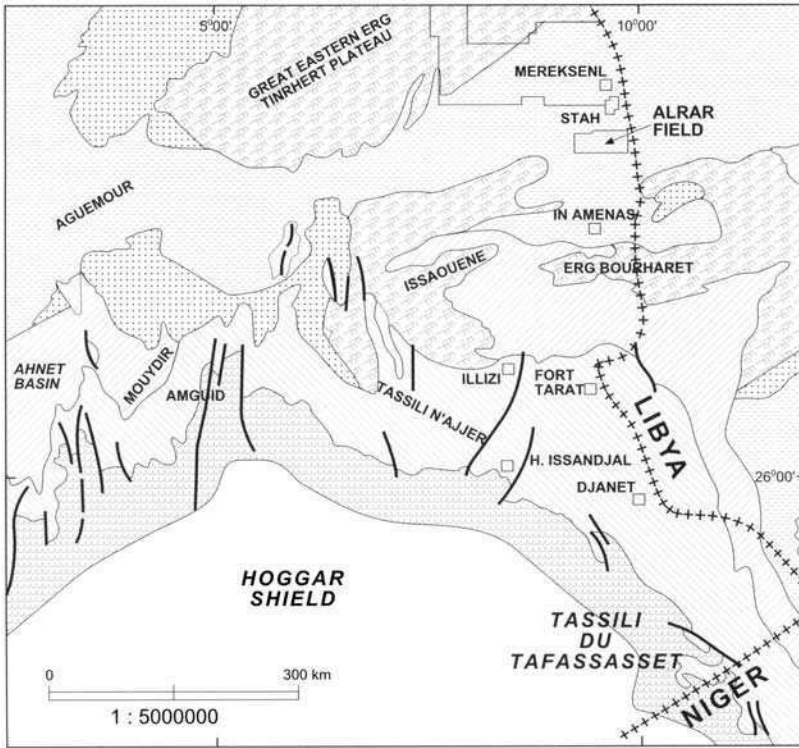 5°00'
10°00'
GREAT EASTERN ERG
TINRHERT PLATEAU
MEREKSENL
STAH
ALRAR
FIELD
AGUEMOUR
IN AMENAS
ISSAOUENE
ERG BOURHARET
AHNET
BASIN
MOUYDIR
AMGUID
TASSILI N'AJJER
ILLIZI
FORT
TARAT
LIBYA
H. ISSANDJAL
26°00'
DJANET
HOGGAR
SHIELD
TASSILI
DU
TAFASSASSET
NIGER
0
300 km
1 : 5000000